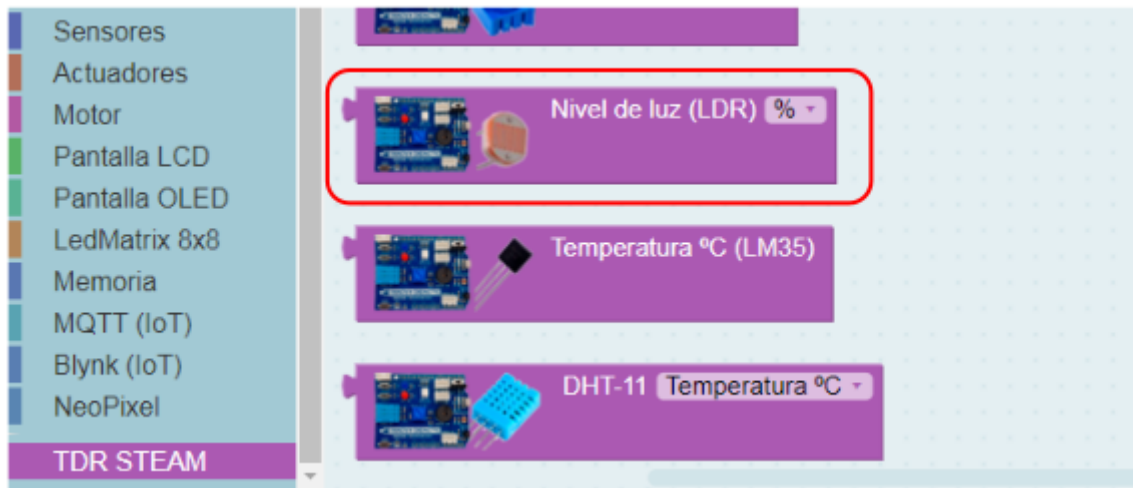 Sensores
Actuadores
Motor
Pantalla LCD
Pantalla OLED
LedMatrix 8x8
Memoria
MQTT (IoT)
Blynk (IoT)
NeoPixel
TDR STEAM
Nivel de luz (LDR) %
Temperatura ºC (LM35)
DHT-11 Temperatura ºC